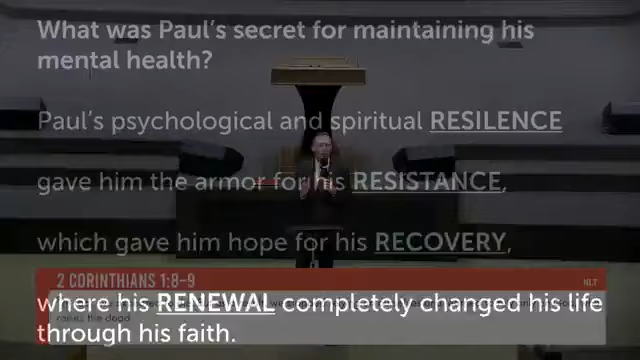 What was Paul's secret for maintaining his
mental health?
Paul's psychological and spiritual RESILENCE
gave him the armor for his RESISTANCE,
which gave him hope for his RECOVERY,
2 CORINTHIANS 1:8-9
NLT
where his RENEWAL completely changed his life
through his faith.